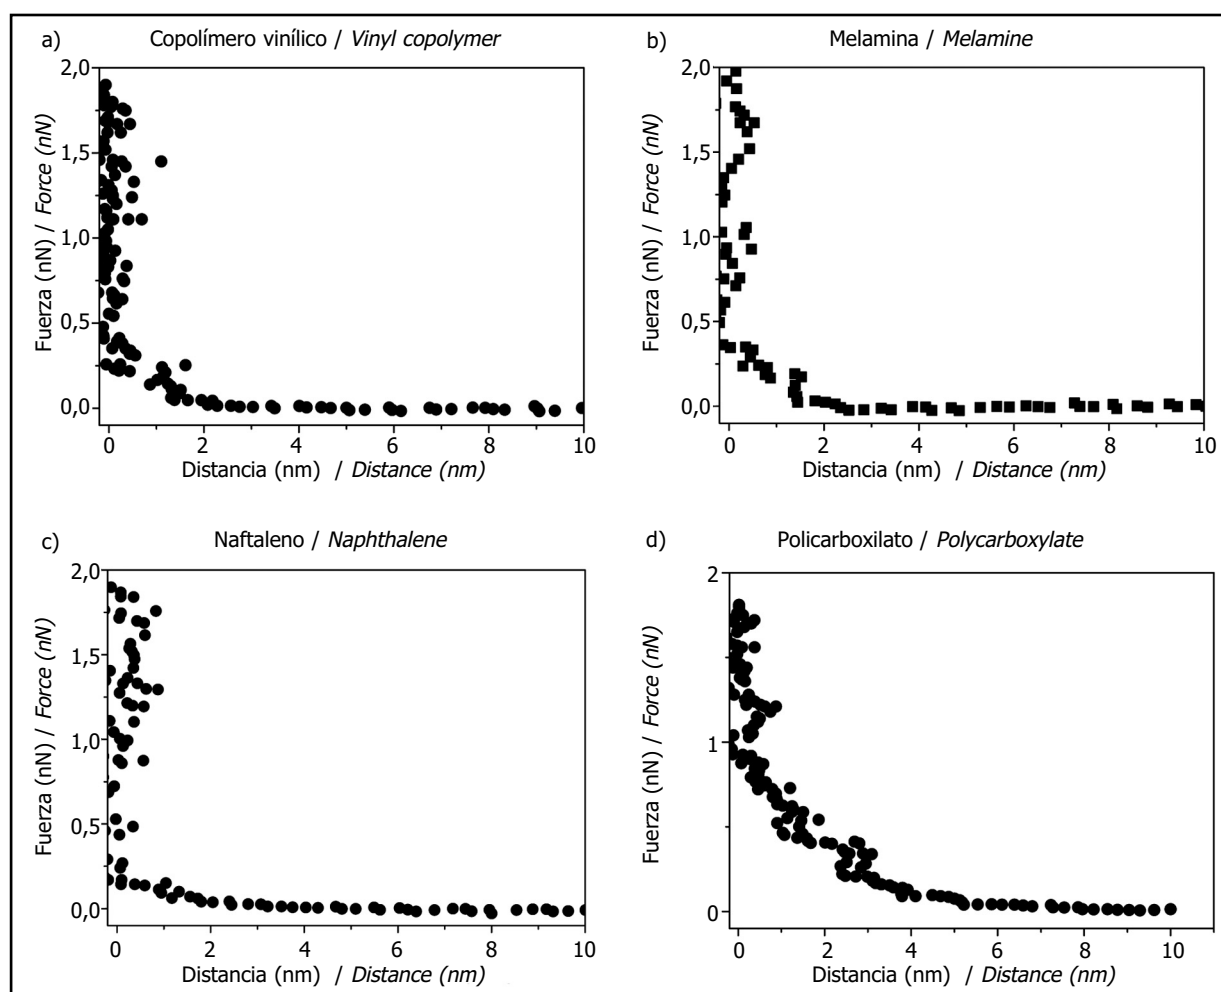 a) Copolímero vinílico / Vinyl copolymer
2,0
1,5
1,0
0,5
0,0
Fuerza (nN) / Force (nN)
0 2 4 6 8 10
Distancia (nm) / Distance (nm)
b) Melamina / Melamine
2,0
1,5
1,0
0,5
0,0
Fuerza (nN) / Force (nN)
0 2 4 6 8 10
Distancia (nm) / Distance (nm)
c) Naftaleno / Naphthalene
2,0
1,5
1,0
0,5
0,0
Fuerza (nN) / Force (nN)
0 2 4 6 8 10
Distancia (nm) / Distance (nm)
d) Policarboxilato / Polycarboxylate
2
1
0
Fuerza (nN) / Force (nN)
0 2 4 6 8 10
Distancia (nm) / Distance (nm)